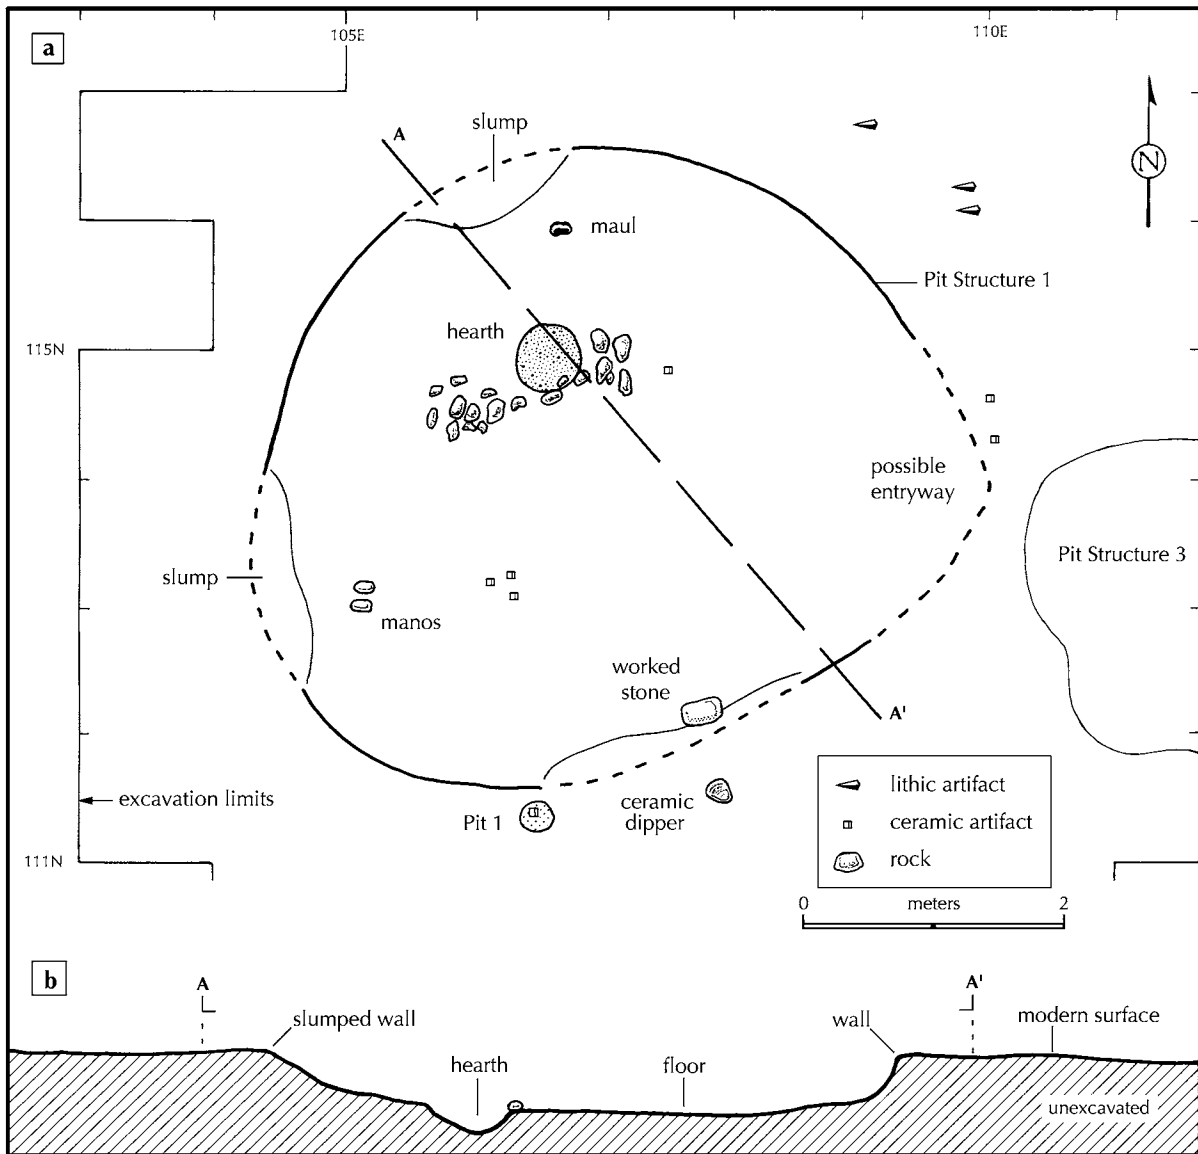 a
105E
110E
A
slump
N
maul
Pit Structure 1
hearth
115N
possible
entryway
Pit Structure 3
slump
manos
worked
stone
A'
excavation limits
Pit 1
ceramic
dipper
lithic artifact
ceramic artifact
rock
111N
0 meters 2
b
A
A'
slumped wall
wall
modern surface
hearth
floor
unexcavated